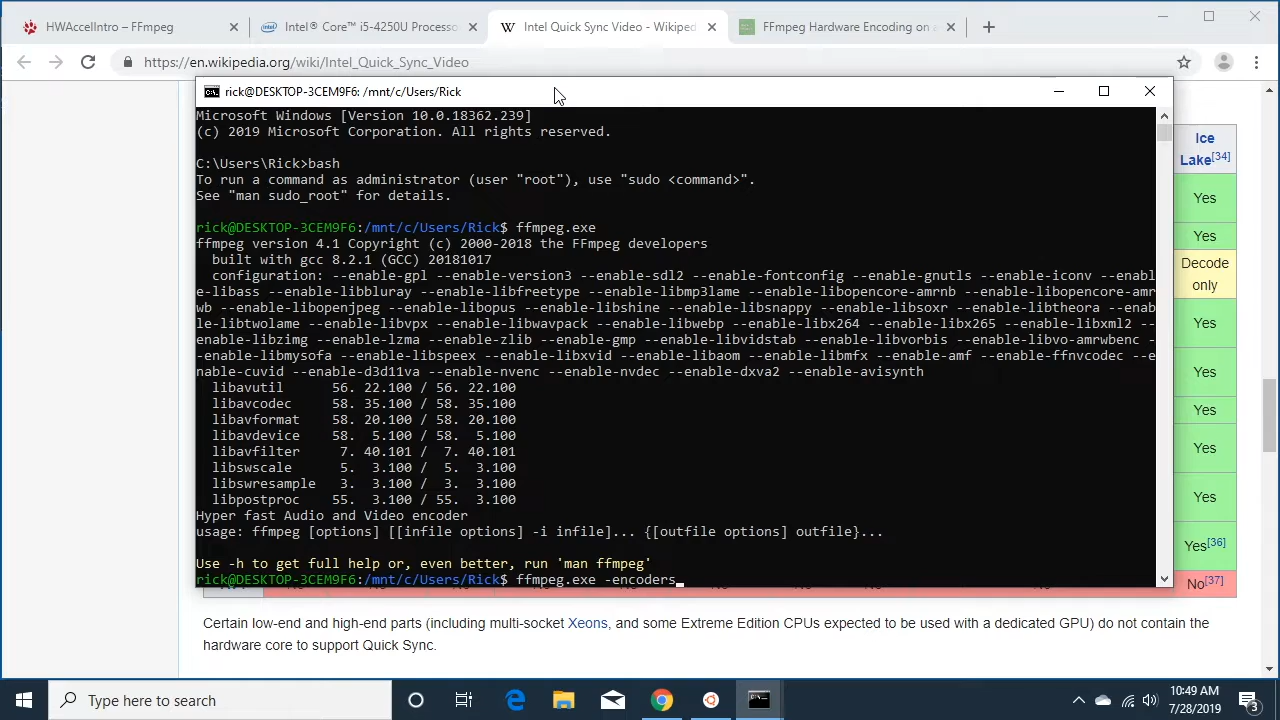 HWAccelIntro – FFmpeg
Intel® Core™ i5-4250U Processo
Intel Quick Sync Video - Wikiped
FFmpeg Hardware Encoding on a
https://en.wikipedia.org/wiki/Intel_Quick_Sync_Video
rick@DESKTOP-3CEM9F6: /mnt/c/Users/Rick
Microsoft Windows [Version 10.0.18362.239]
(c) 2019 Microsoft Corporation. All rights reserved.
C:\Users\Rick>bash
To run a command as administrator (user "root"), use "sudo <command>".
See "man sudo_root" for details.
rick@DESKTOP-3CEM9F6:/mnt/c/Users/Rick$ ffmpeg.exe
ffmpeg version 4.1 Copyright (c) 2000-2018 the FFmpeg developers
built with gcc 8.2.1 (GCC) 20181017
configuration: --enable-gpl --enable-version3 --enable-sdl2 --enable-fontconfig --enable-gnutls --enable-iconv --enabl
e-libass --enable-libbluray --enable-libfreetype --enable-libmp3lame --enable-libopencore-amrnb --enable-libopencore-amr
wb --enable-libopenjpeg --enable-libopus --enable-libshine --enable-libsnappy --enable-libsoxr --enable-libtheora --enab
le-libtwolame --enable-libvpx --enable-libwavpack --enable-libwebp --enable-libx264 --enable-libx265 --enable-libxml2 --
enable-libzimg --enable-lzma --enable-zlib --enable-gmp --enable-libvidstab --enable-libvorbis --enable-libvo-amrwbenc -
-enable-libmysofa --enable-libspeex --enable-libxvid --enable-libaom --enable-libmfx --enable-amf --enable-ffnvcodec --e
nable-cuvid --enable-d3d11va --enable-nvenc --enable-nvdec --enable-dxva2 --enable-avisynth
libavutil 56. 22.100 / 56. 22.100
libavcodec 58. 35.100 / 58. 35.100
libavformat 58. 20.100 / 58. 20.100
libavdevice 58. 5.100 / 58. 5.100
libavfilter 7. 40.101 / 7. 40.101
libswscale 5. 3.100 / 5. 3.100
libswresample 3. 3.100 / 3. 3.100
libpostproc 55. 3.100 / 55. 3.100
Hyper fast Audio and Video encoder
usage: ffmpeg [options] [[infile options] -i infile]... {[outfile options] outfile}...
Use -h to get full help or, even better, run 'man ffmpeg'
rick@DESKTOP-3CEM9F6:/mnt/c/Users/Rick$ ffmpeg.exe -encoders
Ice
Lake[34]
Yes
Yes
Decode
only
Yes
Yes
Yes
Yes
Yes
Yes[36]
No[37]
Certain low-end and high-end parts (including multi-socket Xeons, and some Extreme Edition CPUs expected to be used with a dedicated GPU) do not contain the
hardware core to support Quick Sync.
Type here to search
10:49 AM
7/28/2019
3